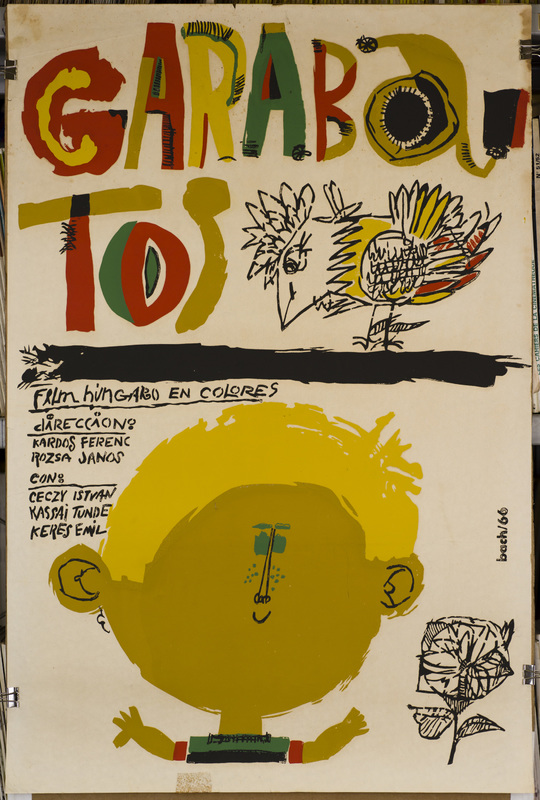 GARABA
TOS
FILM hÚNGARO EN COLORES
dIRECCION:
KARDOS FERENC
ROZSA JANOS
CON:
CECZY ISTVAN
KASSAI TUNDE
KERES EMIL
bach/66